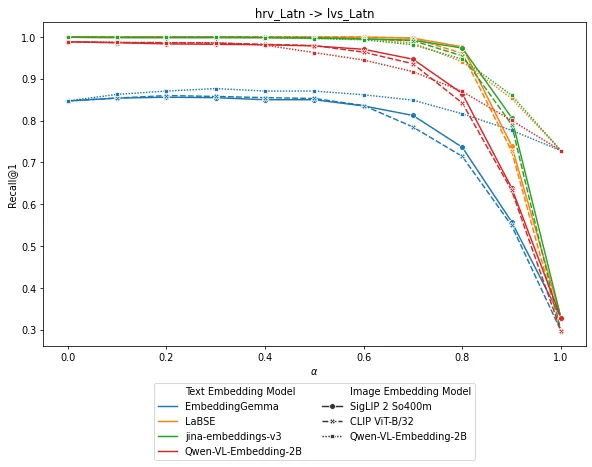 hrv_Latn -> lvs_Latn
Recall@1
1.0
0.9
0.8
0.7
0.6
0.5
0.4
0.3
0.0 0.2 0.4 0.6 0.8 1.0
α
Text Embedding Model
EmbeddingGemma
LaBSE
jina-embeddings-v3
Qwen-VL-Embedding-2B
Image Embedding Model
SigLIP 2 So400m
CLIP ViT-B/32
Qwen-VL-Embedding-2B